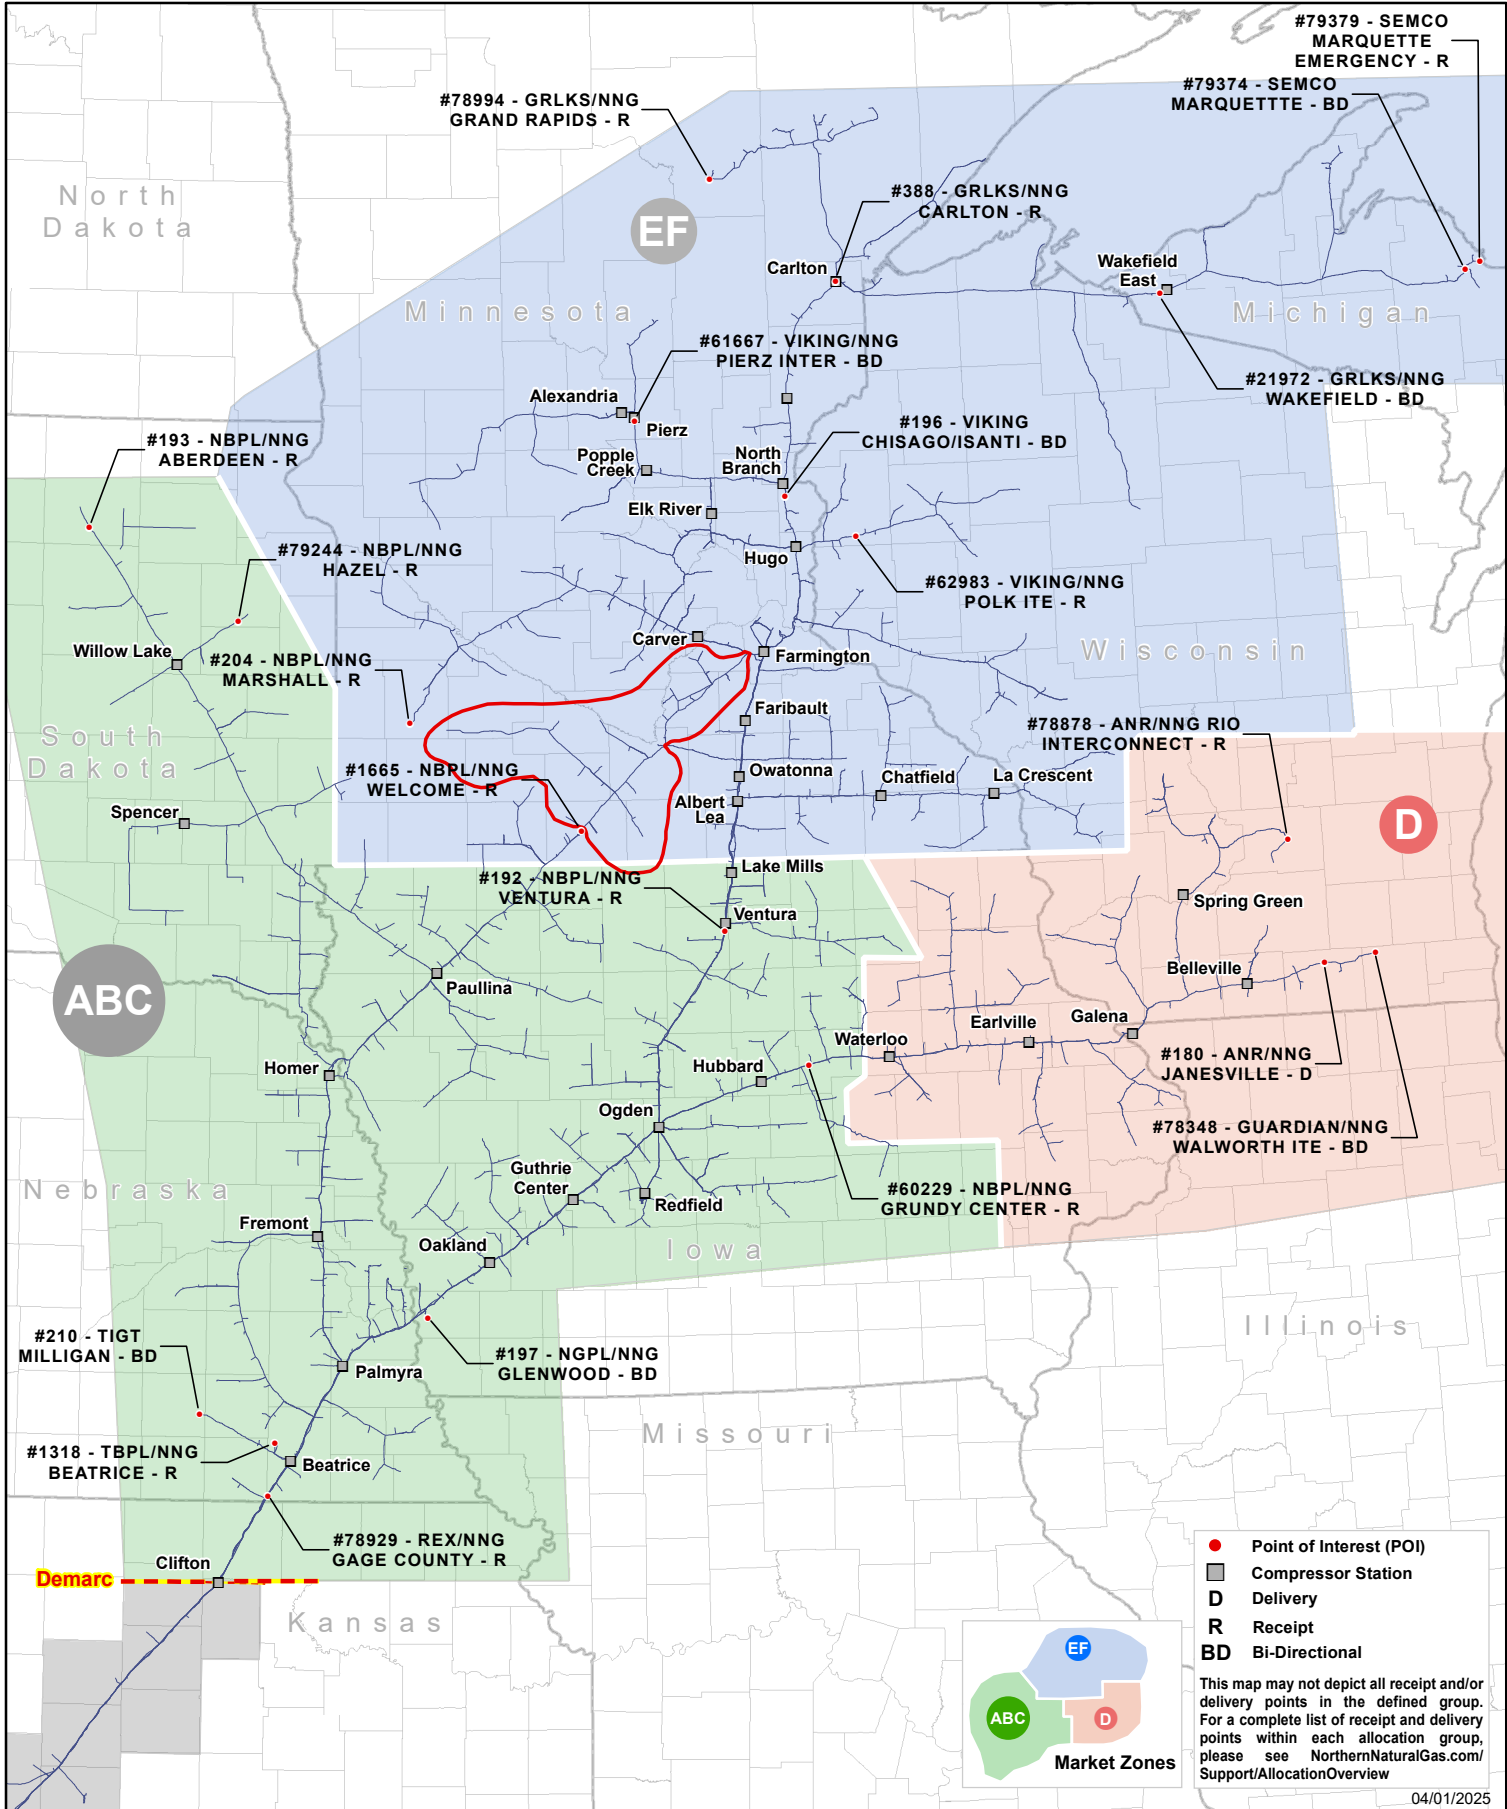 #79379 - SEMCO
MARQUETTE
EMERGENCY - R
#79374 - SEMCO
MARQUETTTE - BD
#78994 - GRLKS/NNG
GRAND RAPIDS - R
North
Dakota
#388 - GRLKS/NNG
CARLTON - R
EF
Carlton
Wakefield
East
Minnesota
Michigan
#61667 - VIKING/NNG
PIERZ INTER - BD
#21972 - GRLKS/NNG
WAKEFIELD - BD
Alexandria
Pierz
#196 - VIKING
CHISAGO/ISANTI - BD
#193 - NBPL/NNG
ABERDEEN - R
Popple
Creek
North
Branch
Elk River
Hugo
#79244 - NBPL/NNG
HAZEL - R
#62983 - VIKING/NNG
POLK ITE - R
Carver
Farmington
Wisconsin
Willow Lake
#204 - NBPL/NNG
MARSHALL - R
Faribault
#78878 - ANR/NNG RIO
INTERCONNECT - R
South
Dakota
#1665 - NBPL/NNG
WELCOME - R
Owatonna
Chatfield
La Crescent
Albert
Lea
Spencer
D
Lake Mills
#192 - NBPL/NNG
VENTURA - R
Spring Green
Ventura
Belleville
Paullina
ABC
Earlville
Galena
Waterloo
Homer
Hubbard
#180 - ANR/NNG
JANESVILLE - D
Ogden
#78348 - GUARDIAN/NNG
WALWORTH ITE - BD
Guthrie
Center
Redfield
#60229 - NBPL/NNG
GRUNDY CENTER - R
Nebraska
Fremont
Oakland
Iowa
#210 - TIGT
MILLIGAN - BD
Illinois
#197 - NGPL/NNG
GLENWOOD - BD
Palmyra
Missouri
#1318 - TBPL/NNG
BEATRICE - R
Beatrice
#78929 - REX/NNG
GAGE COUNTY - R
Clifton
Demarc
Kansas
Point of Interest (POI)
Compressor Station
D Delivery
R Receipt
BD Bi-Directional
EF
ABC
D
Market Zones
This map may not depict all receipt and/or
delivery points in the defined group.
For a complete list of receipt and delivery
points within each allocation group,
please see NorthernNaturalGas.com/
Support/AllocationOverview
04/01/2025